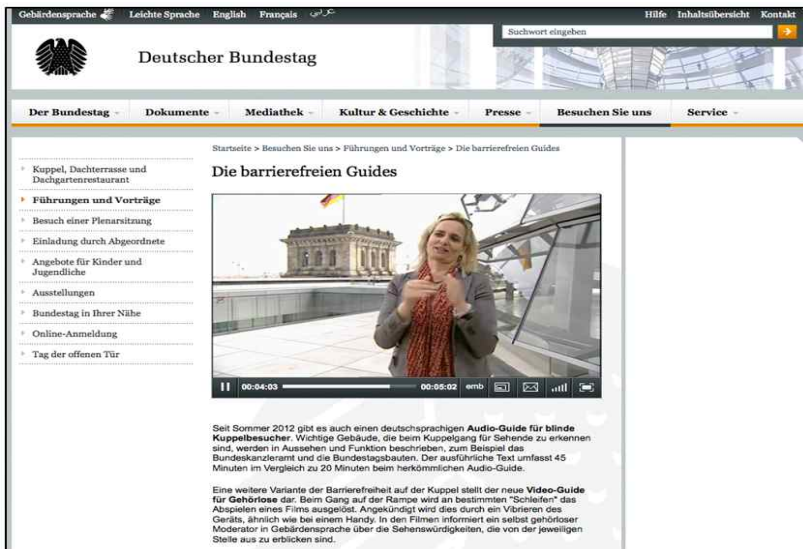 Gebärdensprache Leichte Sprache English Français عربي Hilfe Inhaltsübersicht Kontakt
Suchwort eingeben
Deutscher Bundestag
Der Bundestag Dokumente Mediathek Kultur & Geschichte Presse Besuchen Sie uns Service
Startseite > Besuchen Sie uns > Führungen und Vorträge > Die barrierefreien Guides
Kuppel, Dachterrasse und
Dachgartenrestaurant
Führungen und Vorträge
Besuch einer Plenarsitzung
Einladung durch Abgeordnete
Angebote für Kinder und
Jugendliche
Ausstellungen
Bundestag in Ihrer Nähe
Online-Anmeldung
Tag der offenen Tür
Die barrierefreien Guides
00:04:03 00:05:02 emb
Seit Sommer 2012 gibt es auch einen deutschsprachigen Audio-Guide für blinde
Kuppelbesucher. Wichtige Gebäude, die beim Kuppelgang für Sehende zu erkennen
sind, werden in Aussehen und Funktion beschrieben, zum Beispiel das
Bundeskanzleramt und die Bundestagsbauten. Der ausführliche Text umfasst 45
Minuten im Vergleich zu 20 Minuten beim herkömmlichen Audio-Guide.
Eine weitere Variante der Barrierefreiheit auf der Kuppel stellt der neue Video-Guide
für Gehörlose dar. Beim Gang auf der Rampe wird an bestimmten "Schleifen" das
Abspielen eines Films ausgelöst. Angekündigt wird dies durch ein Vibrieren des
Geräts, ähnlich wie bei einem Handy. In den Filmen informiert ein selbst gehörloser
Moderator in Gebärdensprache über die Sehenswürdigkeiten, die von der jeweiligen
Stelle aus zu erblicken sind.